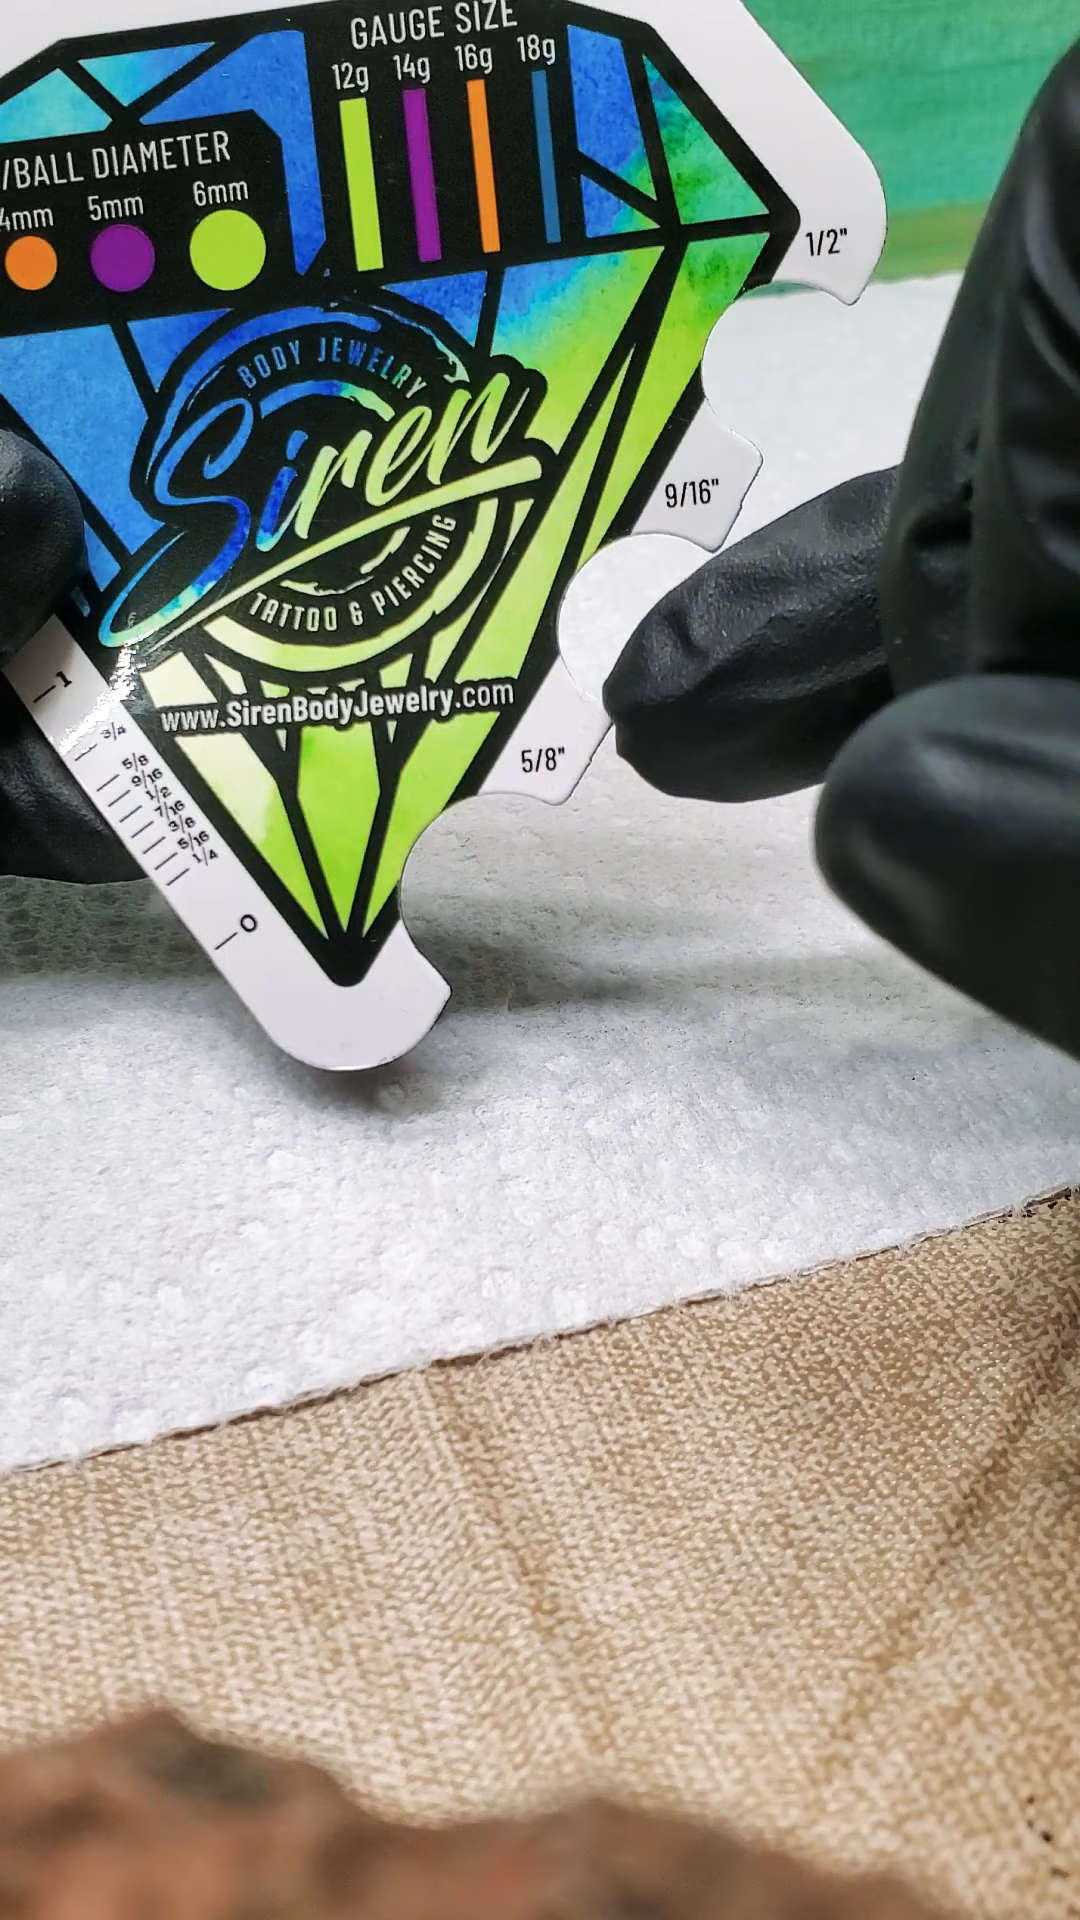 GAUGE SIZE
12g 14g 16g 18g
/BALL DIAMETER
4mm 5mm 6mm
1/2"
BODY JEWELRY
Siren
TATTOO & PIERCING
9/16"
www.SirenBodyJewelry.com
5/8"
1
3/4
5/8
9/16
1/2
7/16
3/8
5/16
1/4
0